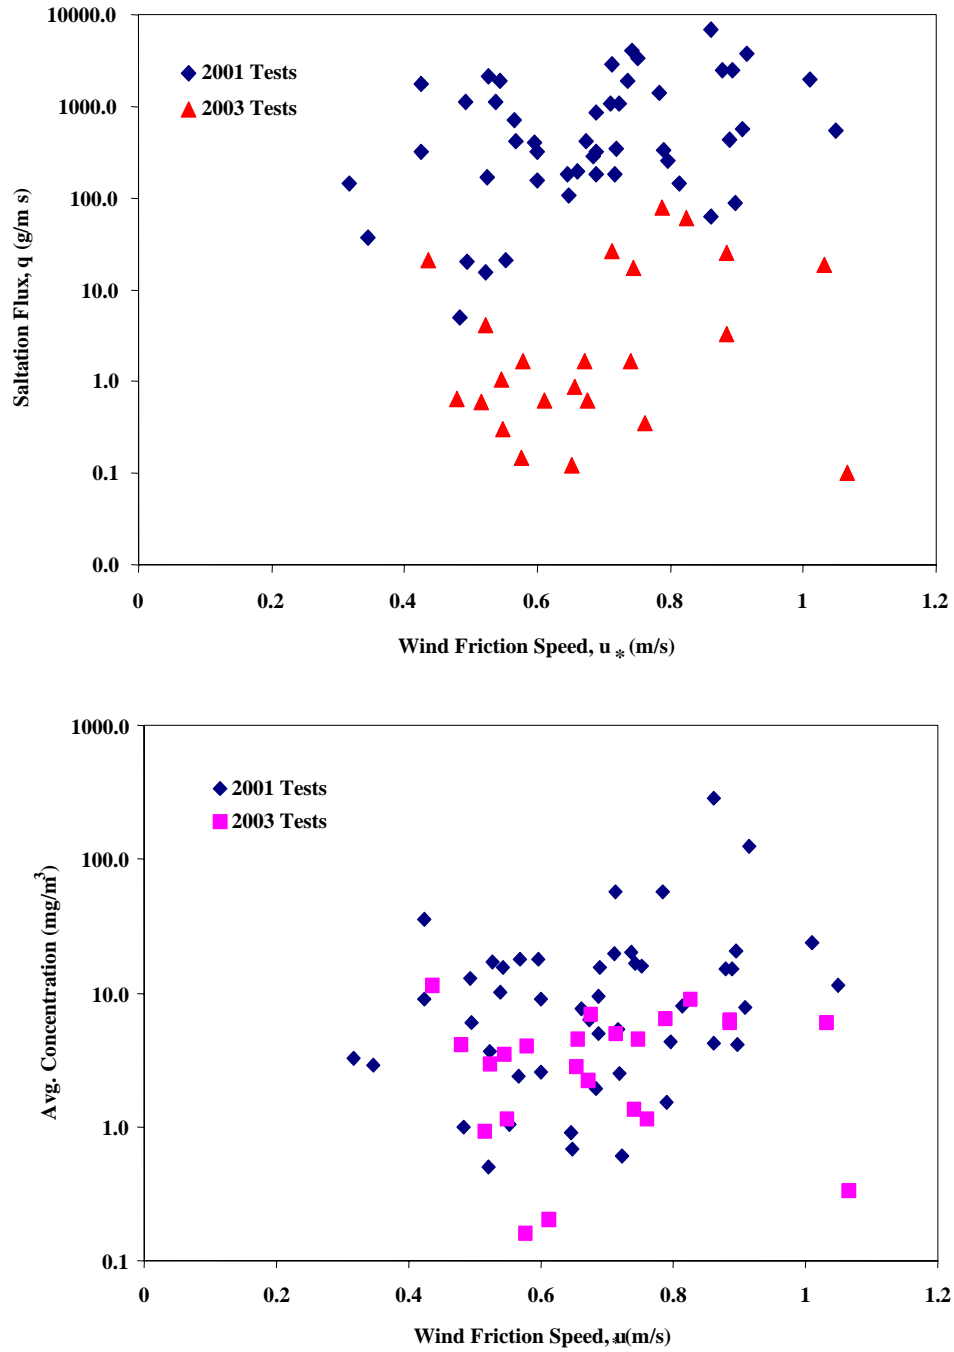 10000.0
1000.0
100.0
10.0
1.0
0.1
0.0
2001 Tests
2003 Tests
Saltation Flux, q (g/m s)
0 0.2 0.4 0.6 0.8 1 1.2
Wind Friction Speed, u * (m/s)
1000.0
100.0
10.0
1.0
0.1
2001 Tests
2003 Tests
Avg. Concentration (mg/m3)
0 0.2 0.4 0.6 0.8 1 1.2
Wind Friction Speed, *u(m/s)